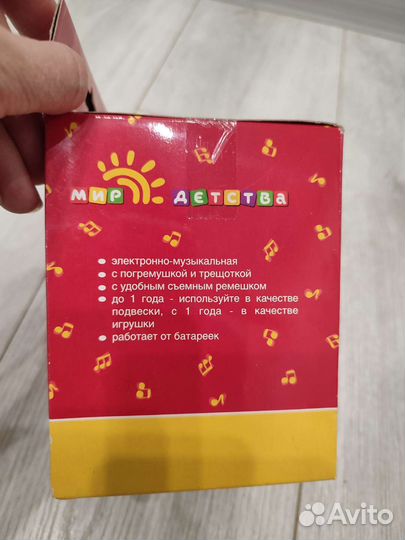 мир детства
электронно-музыкальная
с погремушкой и трещоткой
с удобным съемным ремешком
до 1 года - используйте в качестве
подвески, с 1 года - в качестве
игрушки
работает от батареек
Avito